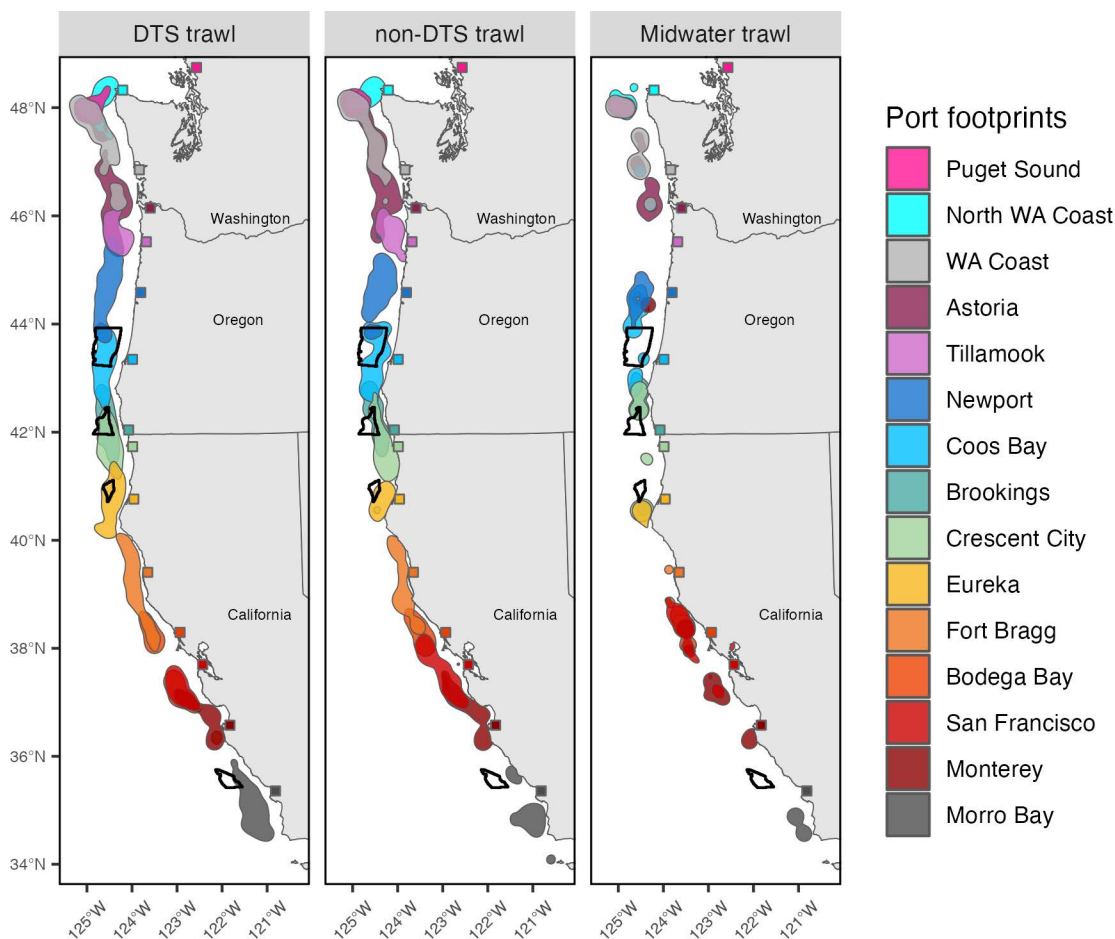 DTS trawl
non-DTS trawl
Midwater trawl
48°N
46°N
44°N
42°N
40°N
38°N
36°N
34°N
Washington
Oregon
California
Washington
Oregon
California
Washington
Oregon
California
125°W
124°W
123°W
122°W
121°W
125°W
124°W
123°W
122°W
121°W
125°W
124°W
123°W
122°W
121°W
Port footprints
Puget Sound
North WA Coast
WA Coast
Astoria
Tillamook
Newport
Coos Bay
Brookings
Crescent City
Eureka
Fort Bragg
Bodega Bay
San Francisco
Monterey
Morro Bay